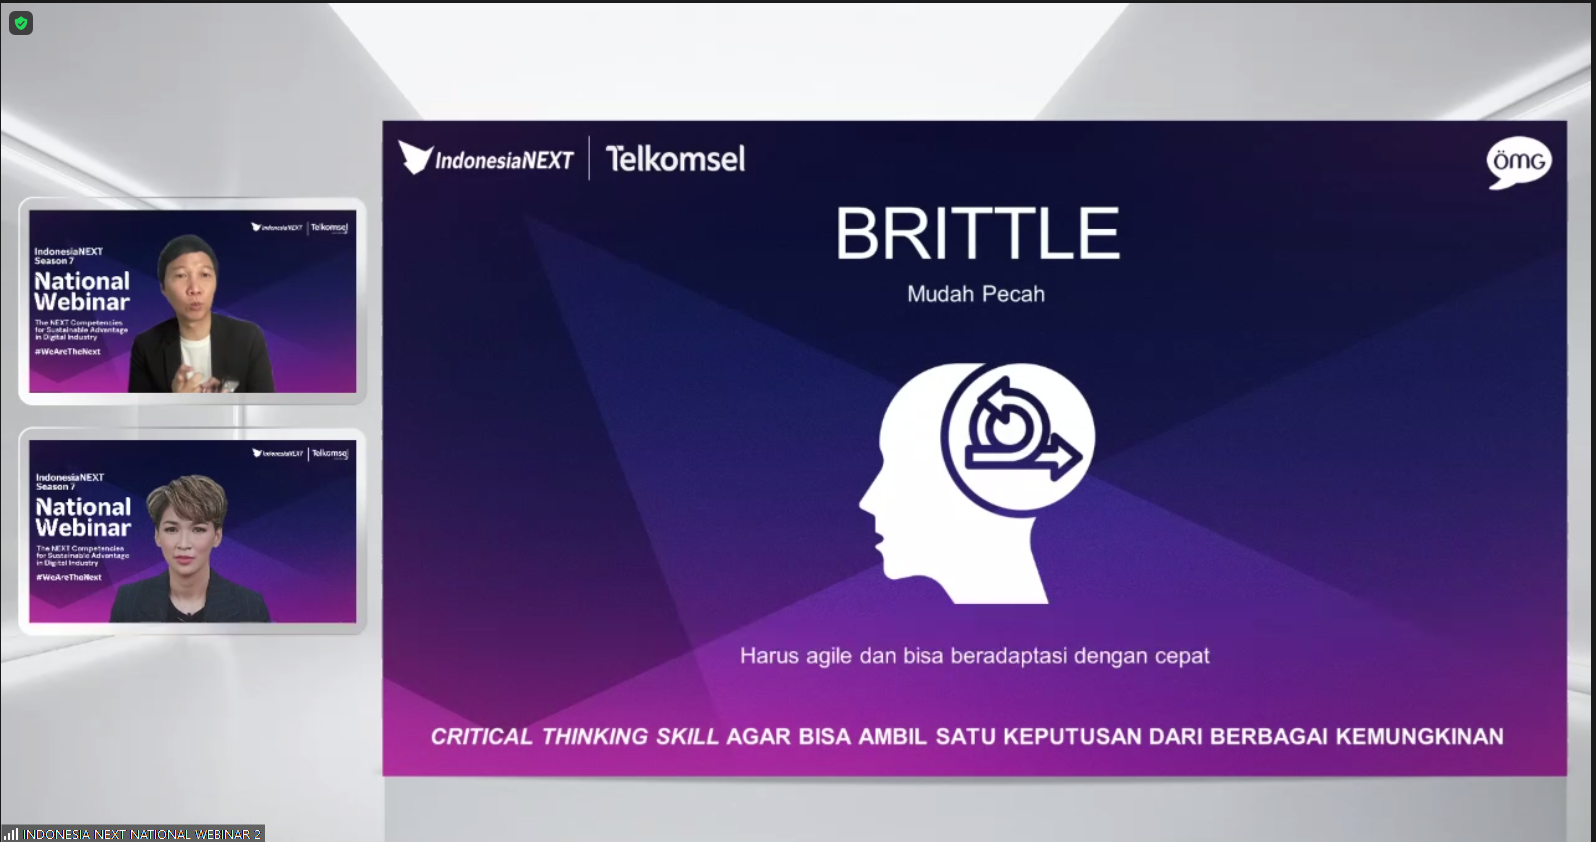 IndonesiaNEXT | Telkomsel
ÖMG
BRITTLE
Mudah Pecah
Harus agile dan bisa beradaptasi dengan cepat
CRITICAL THINKING SKILL AGAR BISA AMBIL SATU KEPUTUSAN DARI BERBAGAI KEMUNGKINAN
IndonesiaNEXT | Telkomsel
IndonesiaNEXT
Season 7
National
Webinar
The NEXT Competencies
for Sustainable Advantage
in Digital Industry
#WeAreTheNext
IndonesiaNEXT | Telkomsel
IndonesiaNEXT
Season 7
National
Webinar
The NEXT Competencies
for Sustainable Advantage
in Digital Industry
#WeAreTheNext
INDONESIA NEXT NATIONAL WEBINAR 2